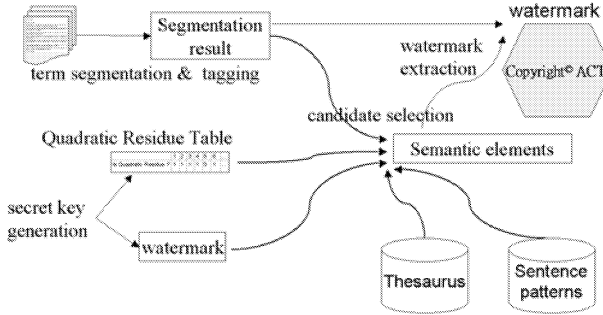 watermark
Segmentation
result
watermark
extraction
Copyright© ACT
term segmentation & tagging
candidate selection
Quadratic Residue Table
Semantic elements
secret key
generation
watermark
Thesaurus
Sentence
patterns